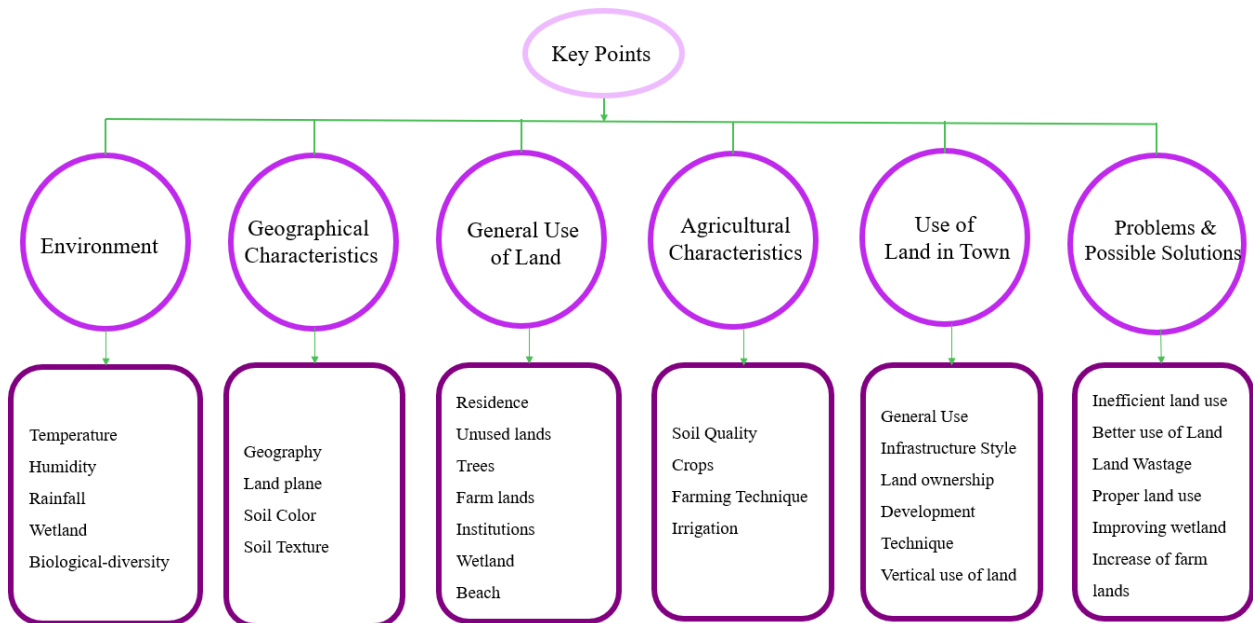 Key Points
Environment
Geographical
Characteristics
General Use
of Land
Agricultural
Characteristics
Use of
Land in Town
Problems &
Possible Solutions
Temperature
Humidity
Rainfall
Wetland
Biological-diversity
Geography
Land plane
Soil Color
Soil Texture
Residence
Unused lands
Trees
Farm lands
Institutions
Wetland
Beach
Soil Quality
Crops
Farming Technique
Irrigation
General Use
Infrastructure Style
Land ownership
Development
Technique
Vertical use of land
Inefficient land use
Better use of Land
Land Wastage
Proper land use
Improving wetland
Increase of farm
lands